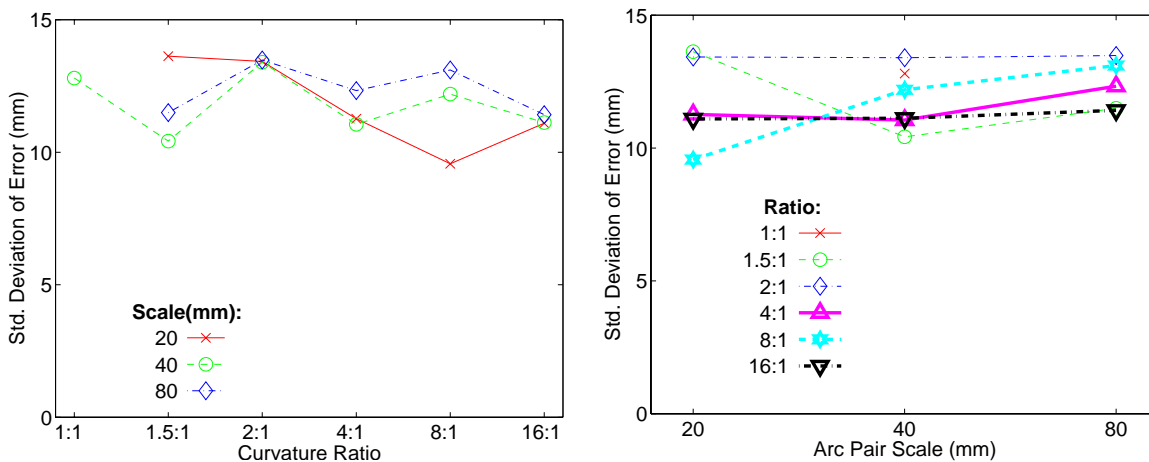 15
10
5
0
Std. Deviation of Error (mm)
Scale(mm):
20
40
80
1:1 1.5:1 2:1 4:1 8:1 16:1
Curvature Ratio
15
10
5
0
Std. Deviation of Error (mm)
Ratio:
1:1
1.5:1
2:1
4:1
8:1
16:1
20 40 80
Arc Pair Scale (mm)